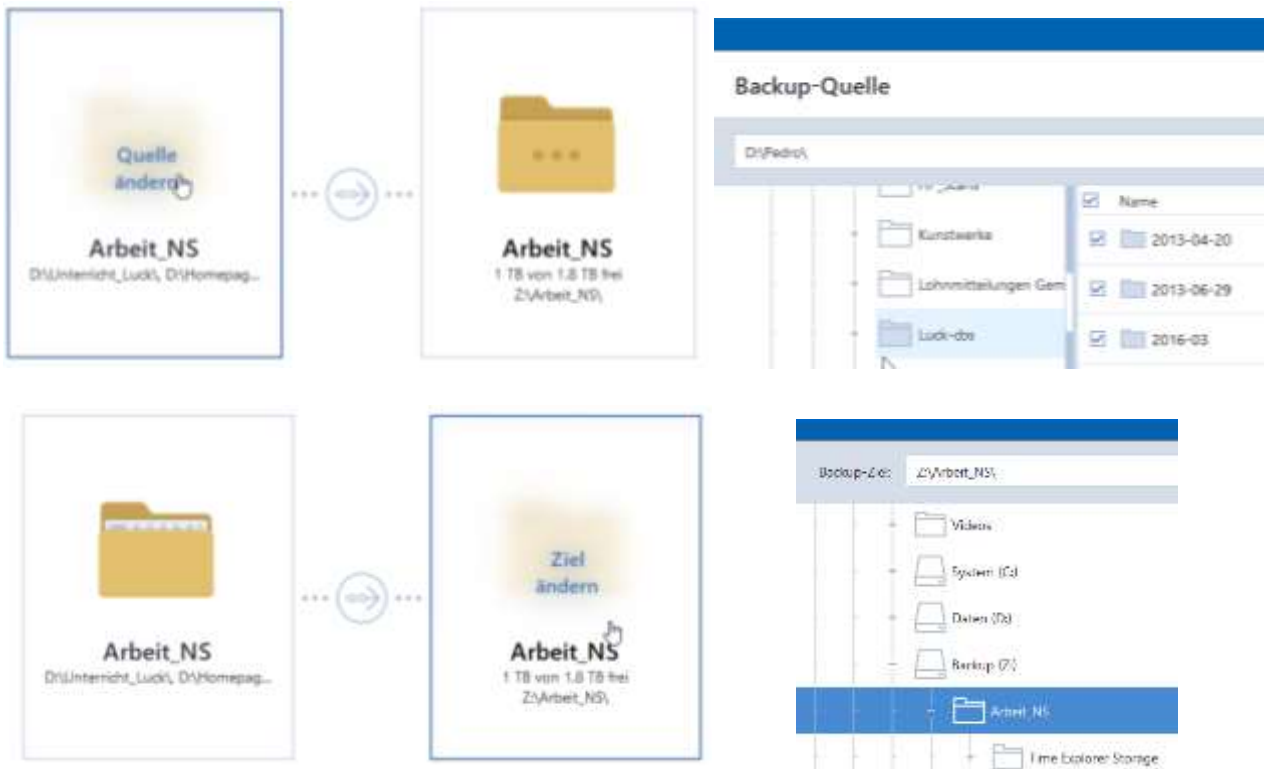 Quelle
ändern
Arbeit_NS
D:\Unterricht_Luck\, D:\Homepag...
Arbeit_NS
1 TB von 1.8 TB frei
Z:\Arbeit_NS\
Backup-Quelle
D:\Pedro\
Kunstwerke
Lohnmitteilungen Gem
Luck-dbs
Name
2013-04-20
2013-06-29
2016-03
Arbeit_NS
D:\Unterricht_Luck\, D:\Homepag...
Ziel
ändern
Arbeit_NS
1 TB von 1.8 TB frei
Z:\Arbeit_NS\
Backup-Ziel: Z:\Arbeit_NS\
Videos
System (C:)
Daten (D:)
Backup (Z:)
Arbeit_NS
Time Explorer Storage